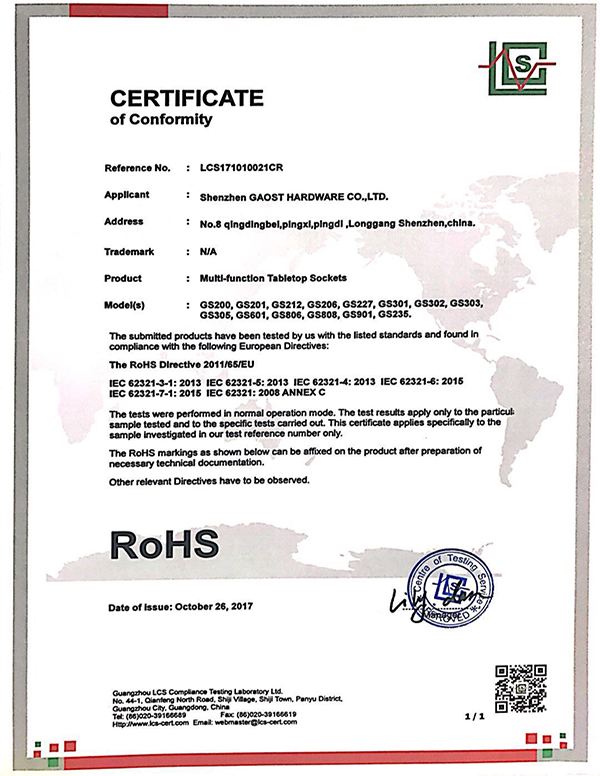 LCS
CERTIFICATE
of Conformity
Reference No. : LCS171010021CR
Applicant : Shenzhen GAOST HARDWARE CO.,LTD.
Address : No.8 qingdingbei,pingxi,pingdi ,Longgang Shenzhen,china.
Trademark : N/A
Product : Multi-function Tabletop Sockets
Model(s) : GS200, GS201, GS212, GS206, GS227, GS301, GS302, GS303,
GS305, GS601, GS806, GS808, GS901, GS235.
The submitted products have been tested by us with the listed standards and found in
compliance with the following European Directives:
The RoHS Directive 2011/65/EU
IEC 62321-3-1: 2013 IEC 62321-5: 2013 IEC 62321-4: 2013 IEC 62321-6: 2015
IEC 62321-7-1: 2015 IEC 62321: 2008 ANNEX C
The tests were performed in normal operation mode. The test results apply only to the particul
sample tested and to the specific tests carried out. This certificate applies specifically to the
sample investigated in our test reference number only.
The RoHS markings as shown below can be affixed on the product after preparation of
necessary technical documentation.
Other relevant Directives have to be observed.
RoHS
Centre of Testing Service
LCS
Manager
APPROVED
Date of Issue: October 26, 2017
Guangzhou LCS Compliance Testing Laboratory Ltd.
No. 44-1, Qianfeng North Road, Shiji Village, Shiji Town, Panyu District,
Guangzhou City, Guangdong, China
Tel: (86)020-39166689 Fax: (86)020-39166619
Http://www.lcs-cert.com Email: webmaster@lcs-cert.com
1 / 1